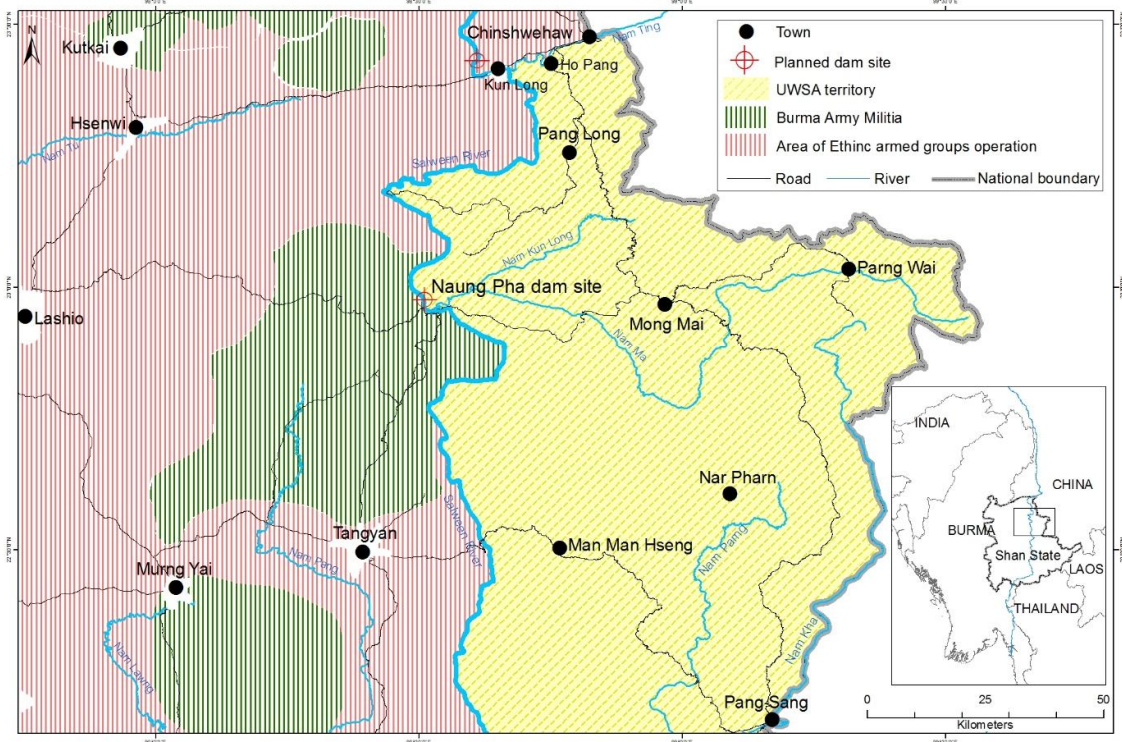 N
Kutkai
Chinshwehaw
Nam Ting
Ho Pang
Kun Long
Hsenwi
Nam Tu
Pang Long
Salween River
Nam Kun Long
Naung Pha dam site
Parng Wai
Lashio
Mong Mai
Nam Ma
Nar Pharn
Salween River
Tangyan
Man Man Hseng
Nam Parng
Nam Pang
Murng Yai
Nam Lawng
Nam Kha
Pang Sang
Town
Planned dam site
UWSA territory
Burma Army Militia
Area of Ethinc armed groups operation
Road
River
National boundary
INDIA
CHINA
BURMA
Shan State
LAOS
THAILAND
0 25 50
Kilometers